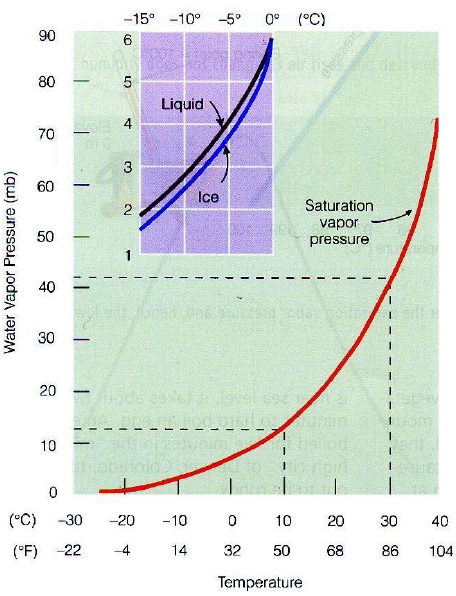 −15° −10° −5° 0° (°C)
6
5
4
3
2
1
Liquid
Ice
90
80
70
60
50
40
30
20
10
0
Water Vapor Pressure (mb)
Saturation
vapor
pressure
(°C) −30 −20 −10 0 10 20 30 40
(°F) −22 −4 14 32 50 68 86 104
Temperature